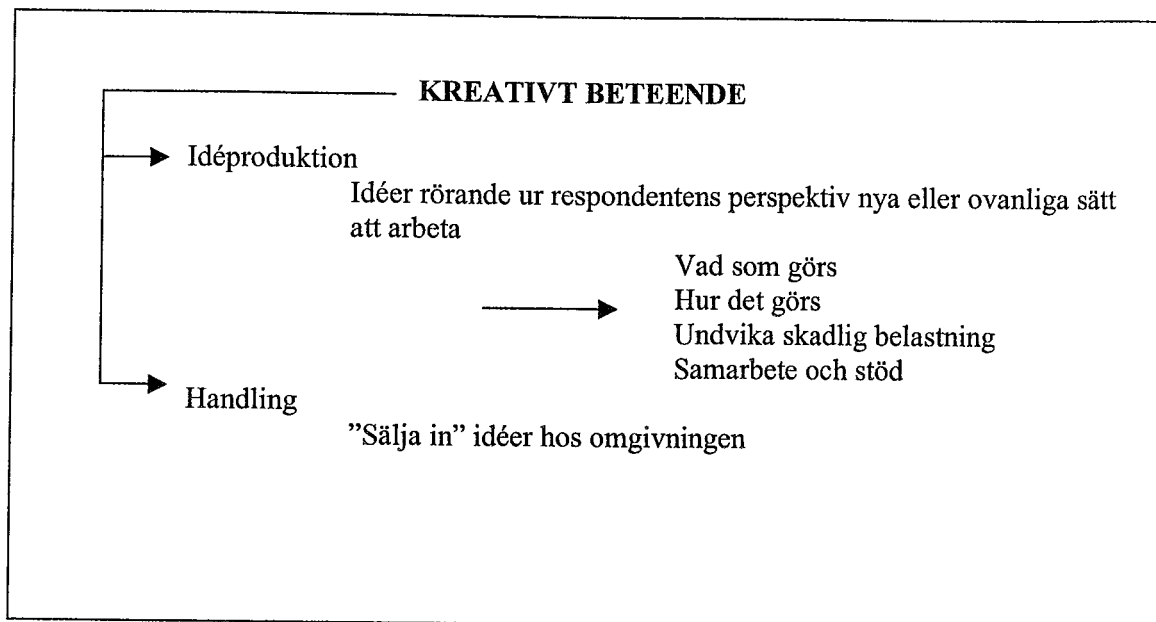 KREATIVT BETEENDE
Idéproduktion
Idéer rörande ur respondentens perspektiv nya eller ovanliga sätt
att arbeta
Vad som görs
Hur det görs
Undvika skadlig belastning
Samarbete och stöd
Handling
”Sälja in” idéer hos omgivningen